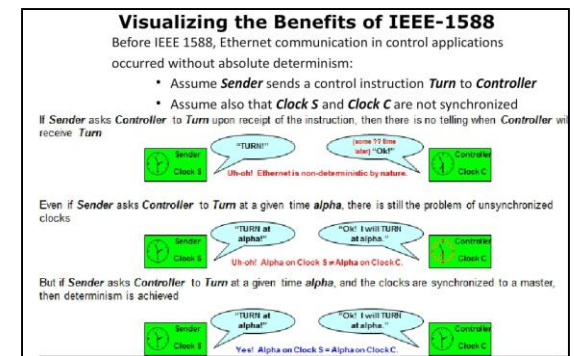 Visualizing the Benefits of IEEE-1588
Before IEEE 1588, Ethernet communication in control applications
occurred without absolute determinism:
• Assume Sender sends a control instruction Turn to Controller
• Assume also that Clock S and Clock C are not synchronized
If Sender asks Controller to Turn upon receipt of the instruction, then there is no telling when Controller wil
receive Turn
Sender
Clock S
"TURN!"
(some ?? time
later) "Ok!"
Controller
Clock C
Uh-oh! Ethernet is non-deterministic by nature.
Even if Sender asks Controller to Turn at a given time alpha, there is still the problem of unsynchronized
clocks
Sender
Clock S
"TURN at
alpha!"
"Ok! I will TURN
at alpha."
Controller
Clock C
Uh-oh! Alpha on Clock S ≠ Alpha on Clock C.
But if Sender asks Controller to Turn at a given time alpha, and the clocks are synchronized to a master,
then determinism is achieved
Sender
Clock S
"TURN at
alpha!"
"Ok! I will TURN
at alpha."
Controller
Clock C
Yes! Alpha on Clock S = Alpha on Clock C.